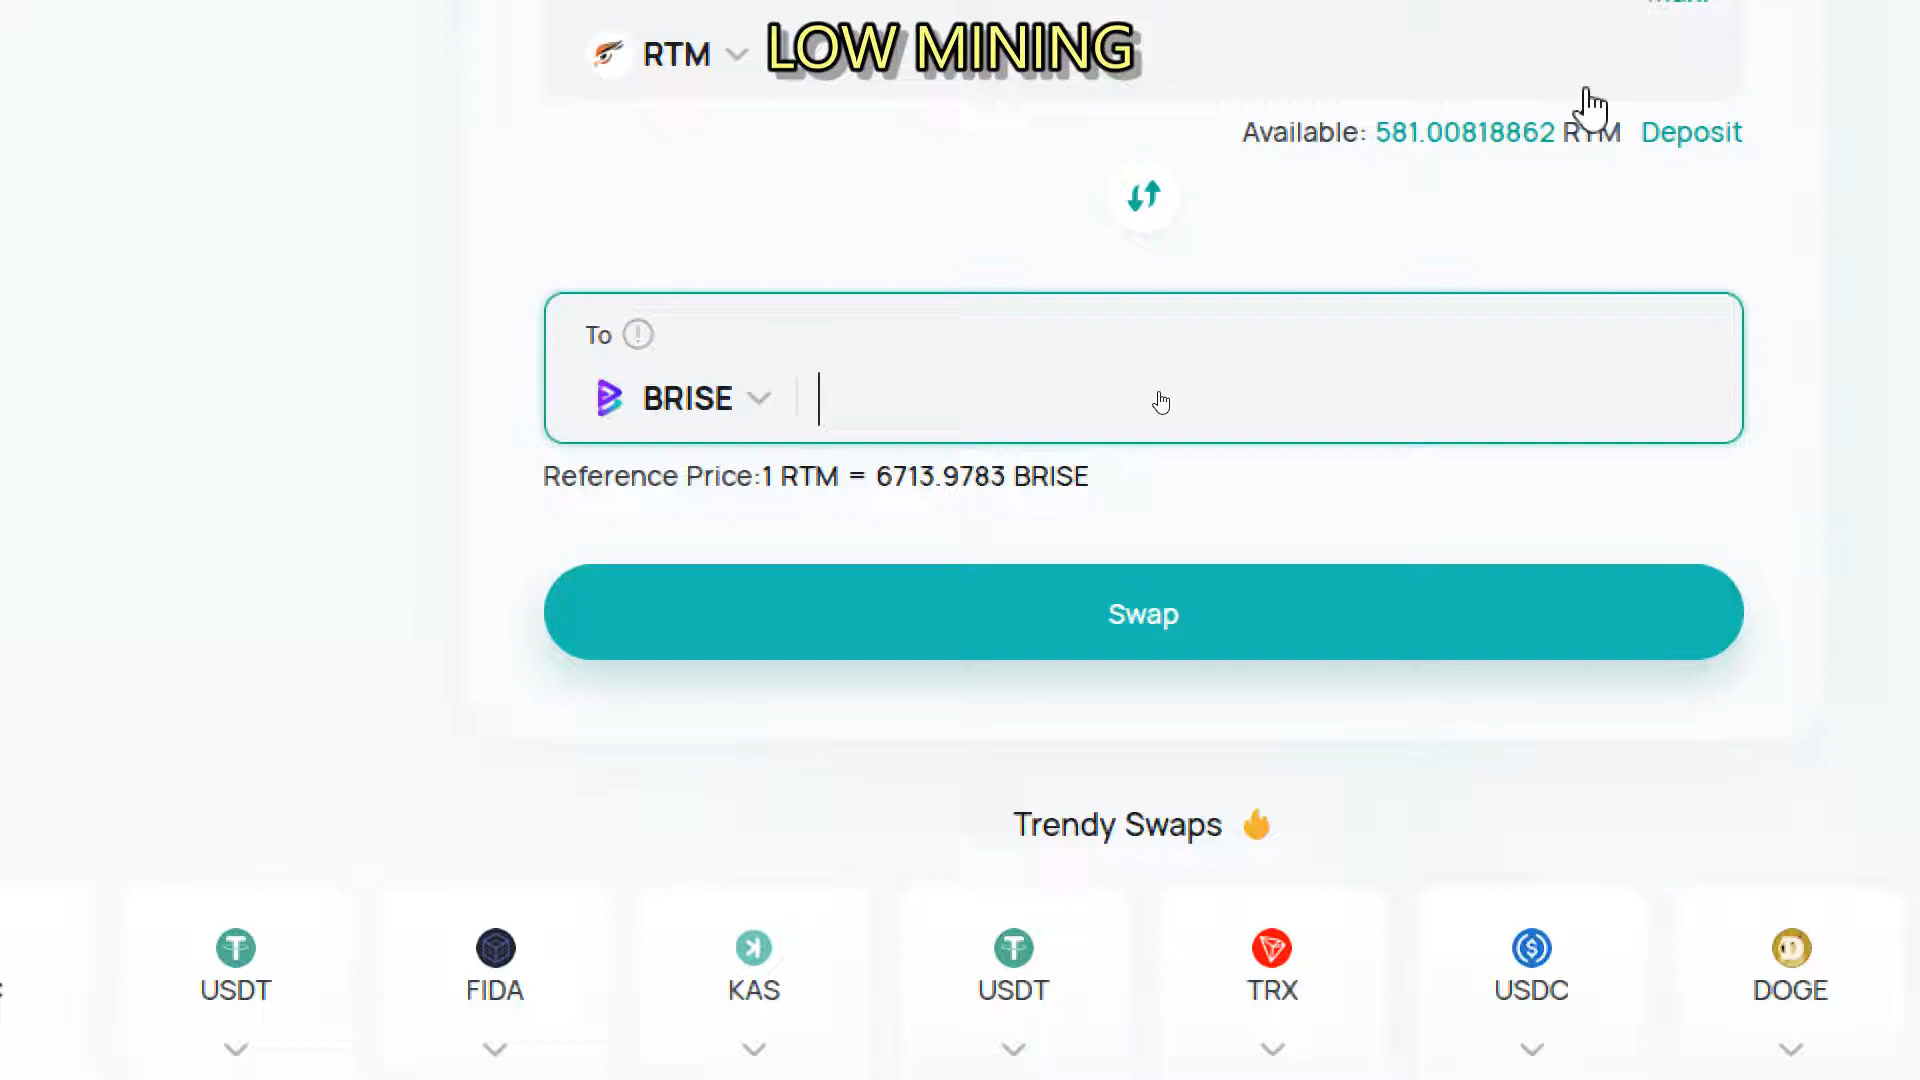 RTM LOW MINING
Available: 581.00818862 RTM Deposit
To
BRISE
Reference Price:1 RTM = 6713.9783 BRISE
Swap
Trendy Swaps
USDT FIDA KAS USDT TRX USDC DOGE